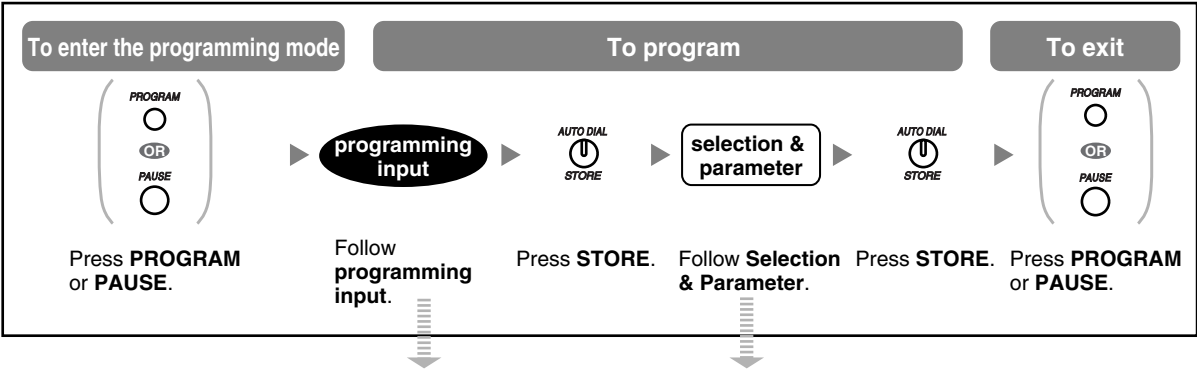 To enter the programming mode
To program
To exit
PROGRAM
OR
PAUSE
programming
input
AUTO DIAL
STORE
selection &
parameter
AUTO DIAL
STORE
PROGRAM
OR
PAUSE
Press PROGRAM
or PAUSE.
Follow
programming
input.
Press STORE.
Follow Selection
& Parameter.
Press STORE.
Press PROGRAM
or PAUSE.